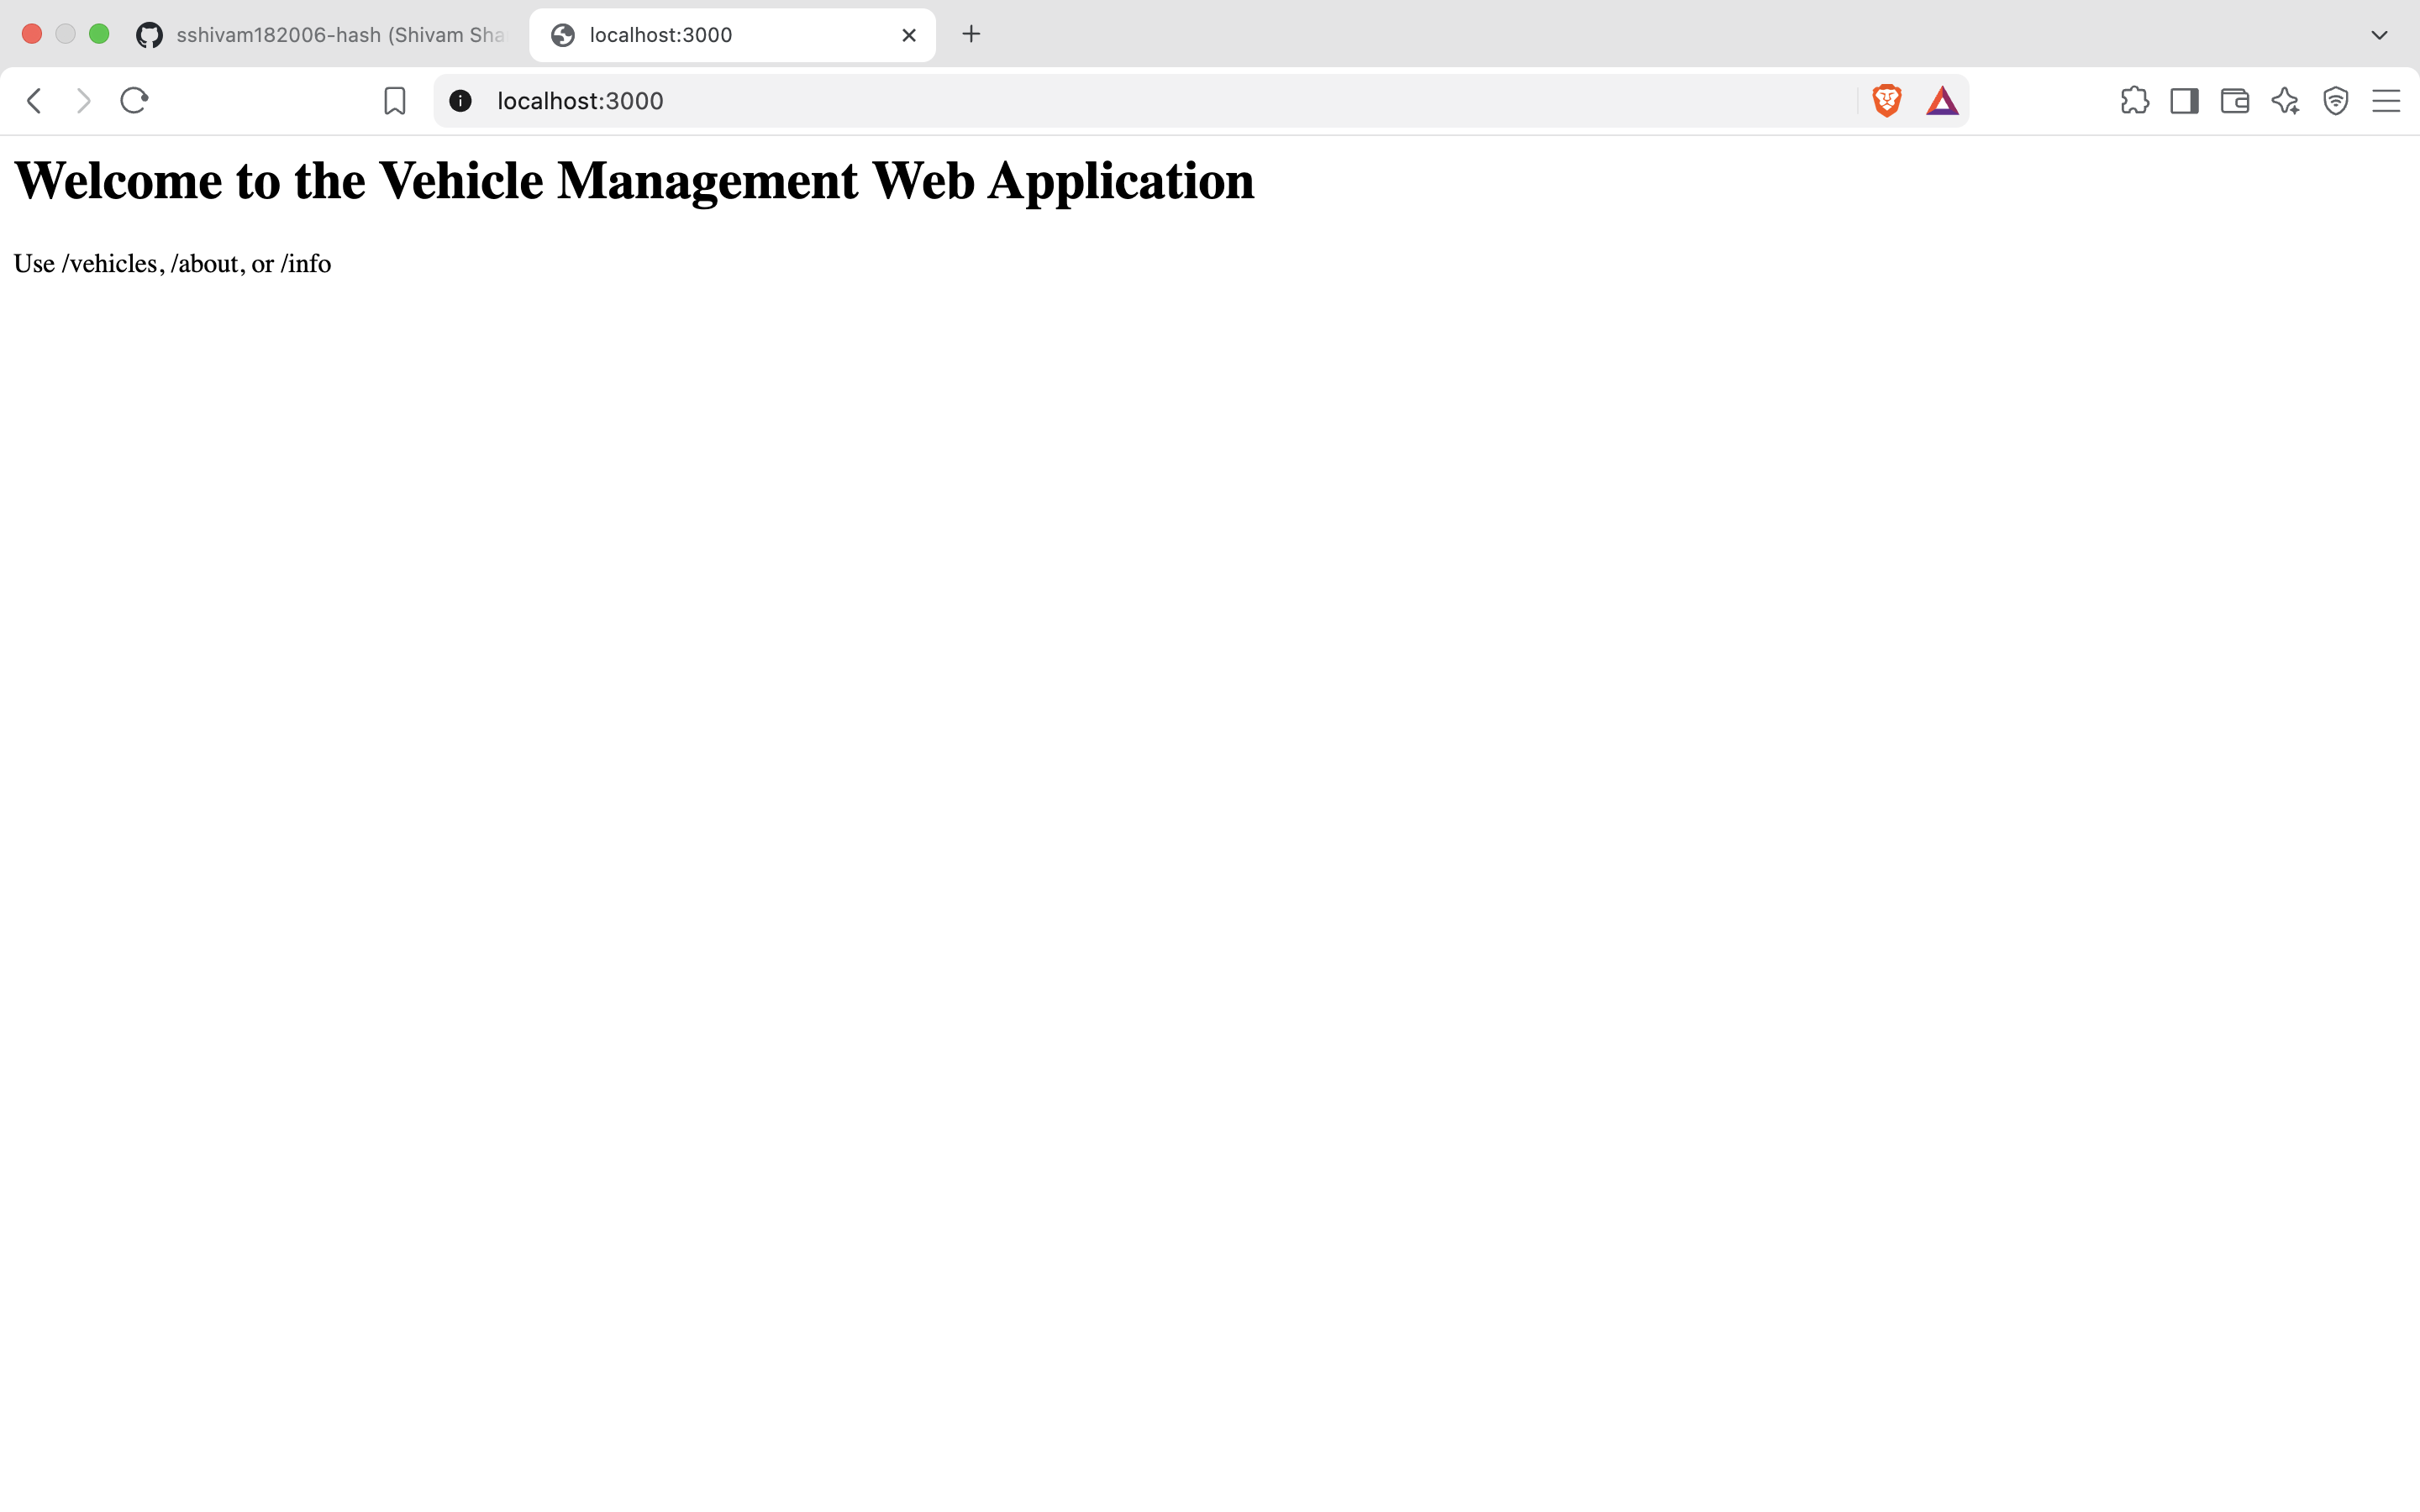 sshivam182006-hash (Shivam Sha
localhost:3000
localhost:3000
Welcome to the Vehicle Management Web Application
Use /vehicles, /about, or /info